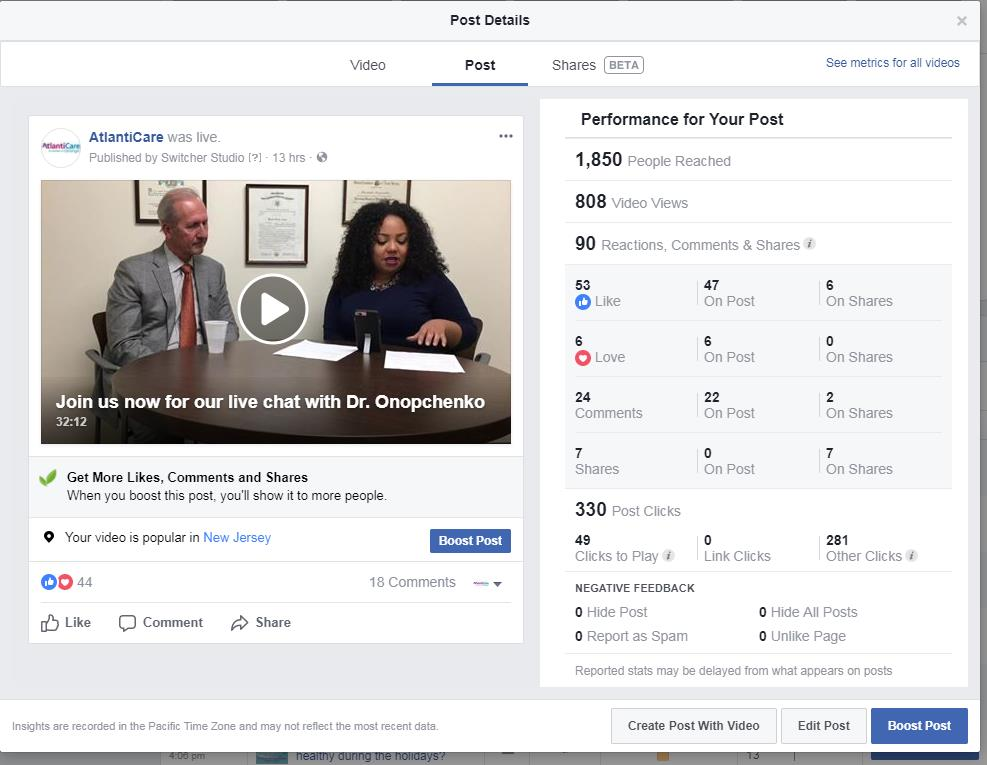 Post Details
×
Video
Post
Shares BETA
See metrics for all videos
AtlantiCare was live.
Published by Switcher Studio [?] · 13 hrs ·
AtlantiCare
Join us now for our live chat with Dr. Onopchenko
32:12
Get More Likes, Comments and Shares
When you boost this post, you'll show it to more people.
Your video is popular in New Jersey
Boost Post
44
18 Comments
Like
Comment
Share
Performance for Your Post
1,850 People Reached
808 Video Views
90 Reactions, Comments & Shares i
53 47 6
Like On Post On Shares
6 6 0
Love On Post On Shares
24 22 2
Comments On Post On Shares
7 0 7
Shares On Post On Shares
330 Post Clicks
49 0 281
Clicks to Play i Link Clicks Other Clicks i
NEGATIVE FEEDBACK
0 Hide Post 0 Hide All Posts
0 Report as Spam 0 Unlike Page
Reported stats may be delayed from what appears on posts
Insights are recorded in the Pacific Time Zone and may not reflect the most recent data.
Create Post With Video
Edit Post
Boost Post
4:06 pm
healthy during the holidays?
13